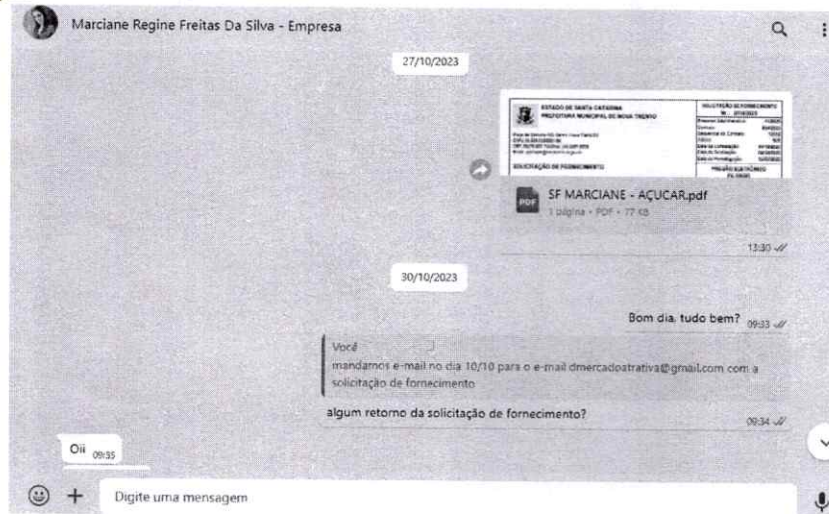 Marciane Regine Freitas Da Silva - Empresa
27/10/2023
ESTADO DE SANTA CATARINA
PREFEITURA MUNICIPAL DE NOVA TRENTO
SOLICITAÇÃO DE FORNECIMENTO
SOLICITAÇÃO DE FORNECIMENTO
PREGÃO ELETRÔNICO
PDF
SF MARCIANE - AÇUCAR.pdf
1 página • PDF • 77 KB
13:30
30/10/2023
Bom dia, tudo bem? 09:33
Você
mandamos e-mail no dia 10/10 para o e-mail dmercadoatrativa@gmail.com com a
solicitação de fornecimento
algum retorno da solicitação de fornecimento?
09:34
Oii 09:35
Digite uma mensagem